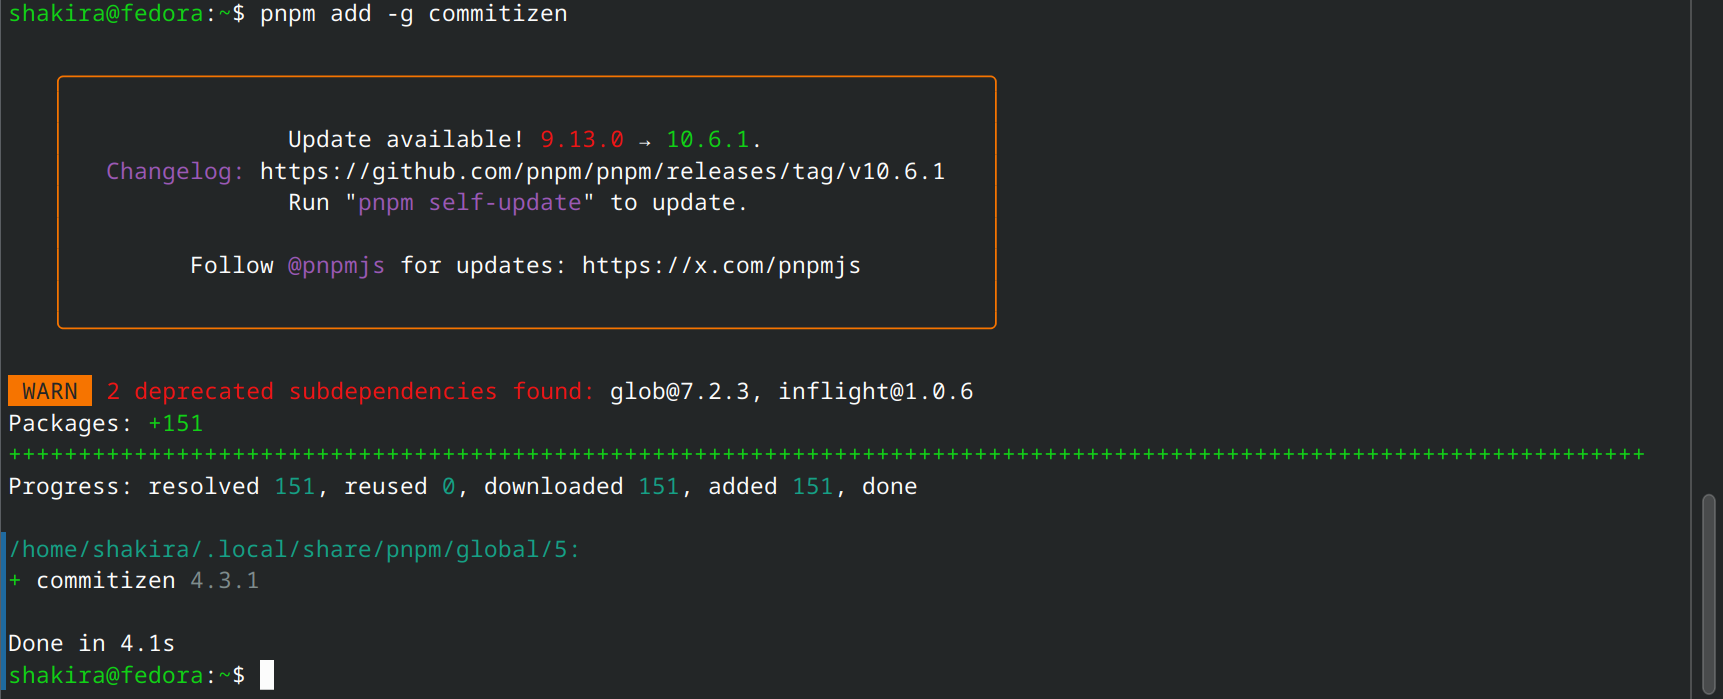 shakira@fedora:~$ pnpm add -g commitizen
Update available! 9.13.0 → 10.6.1.
Changelog: https://github.com/pnpm/pnpm/releases/tag/v10.6.1
Run "pnpm self-update" to update.
Follow @pnpmjs for updates: https://x.com/pnpmjs
WARN 2 deprecated subdependencies found: glob@7.2.3, inflight@1.0.6
Packages: +151
+++++++++++++++++++++++++++++++++++++++++++++++++++++++++++++++++++++++++++++++++++++++++++++++++++++++++++++++++++++
Progress: resolved 151, reused 0, downloaded 151, added 151, done
/home/shakira/.local/share/pnpm/global/5:
+ commitizen 4.3.1
Done in 4.1s
shakira@fedora:~$